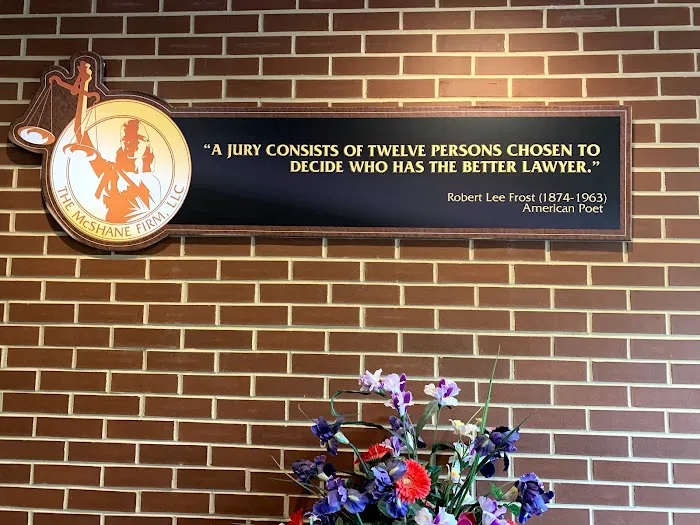 THE McSHANE FIRM, LLC
“A JURY CONSISTS OF TWELVE PERSONS CHOSEN TO
DECIDE WHO HAS THE BETTER LAWYER.”
Robert Lee Frost (1874-1963)
American Poet